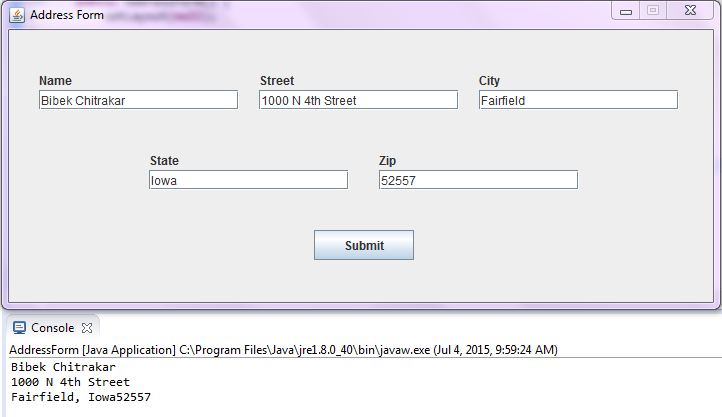 Address Form
Name Street City
Bibek Chitrakar 1000 N 4th Street Fairfield
State Zip
Iowa 52557
Submit
Console
AddressForm [Java Application] C:\Program Files\Java\jre1.8.0_40\bin\javaw.exe (Jul 4, 2015, 9:59:24 AM)
Bibek Chitrakar
1000 N 4th Street
Fairfield, Iowa52557